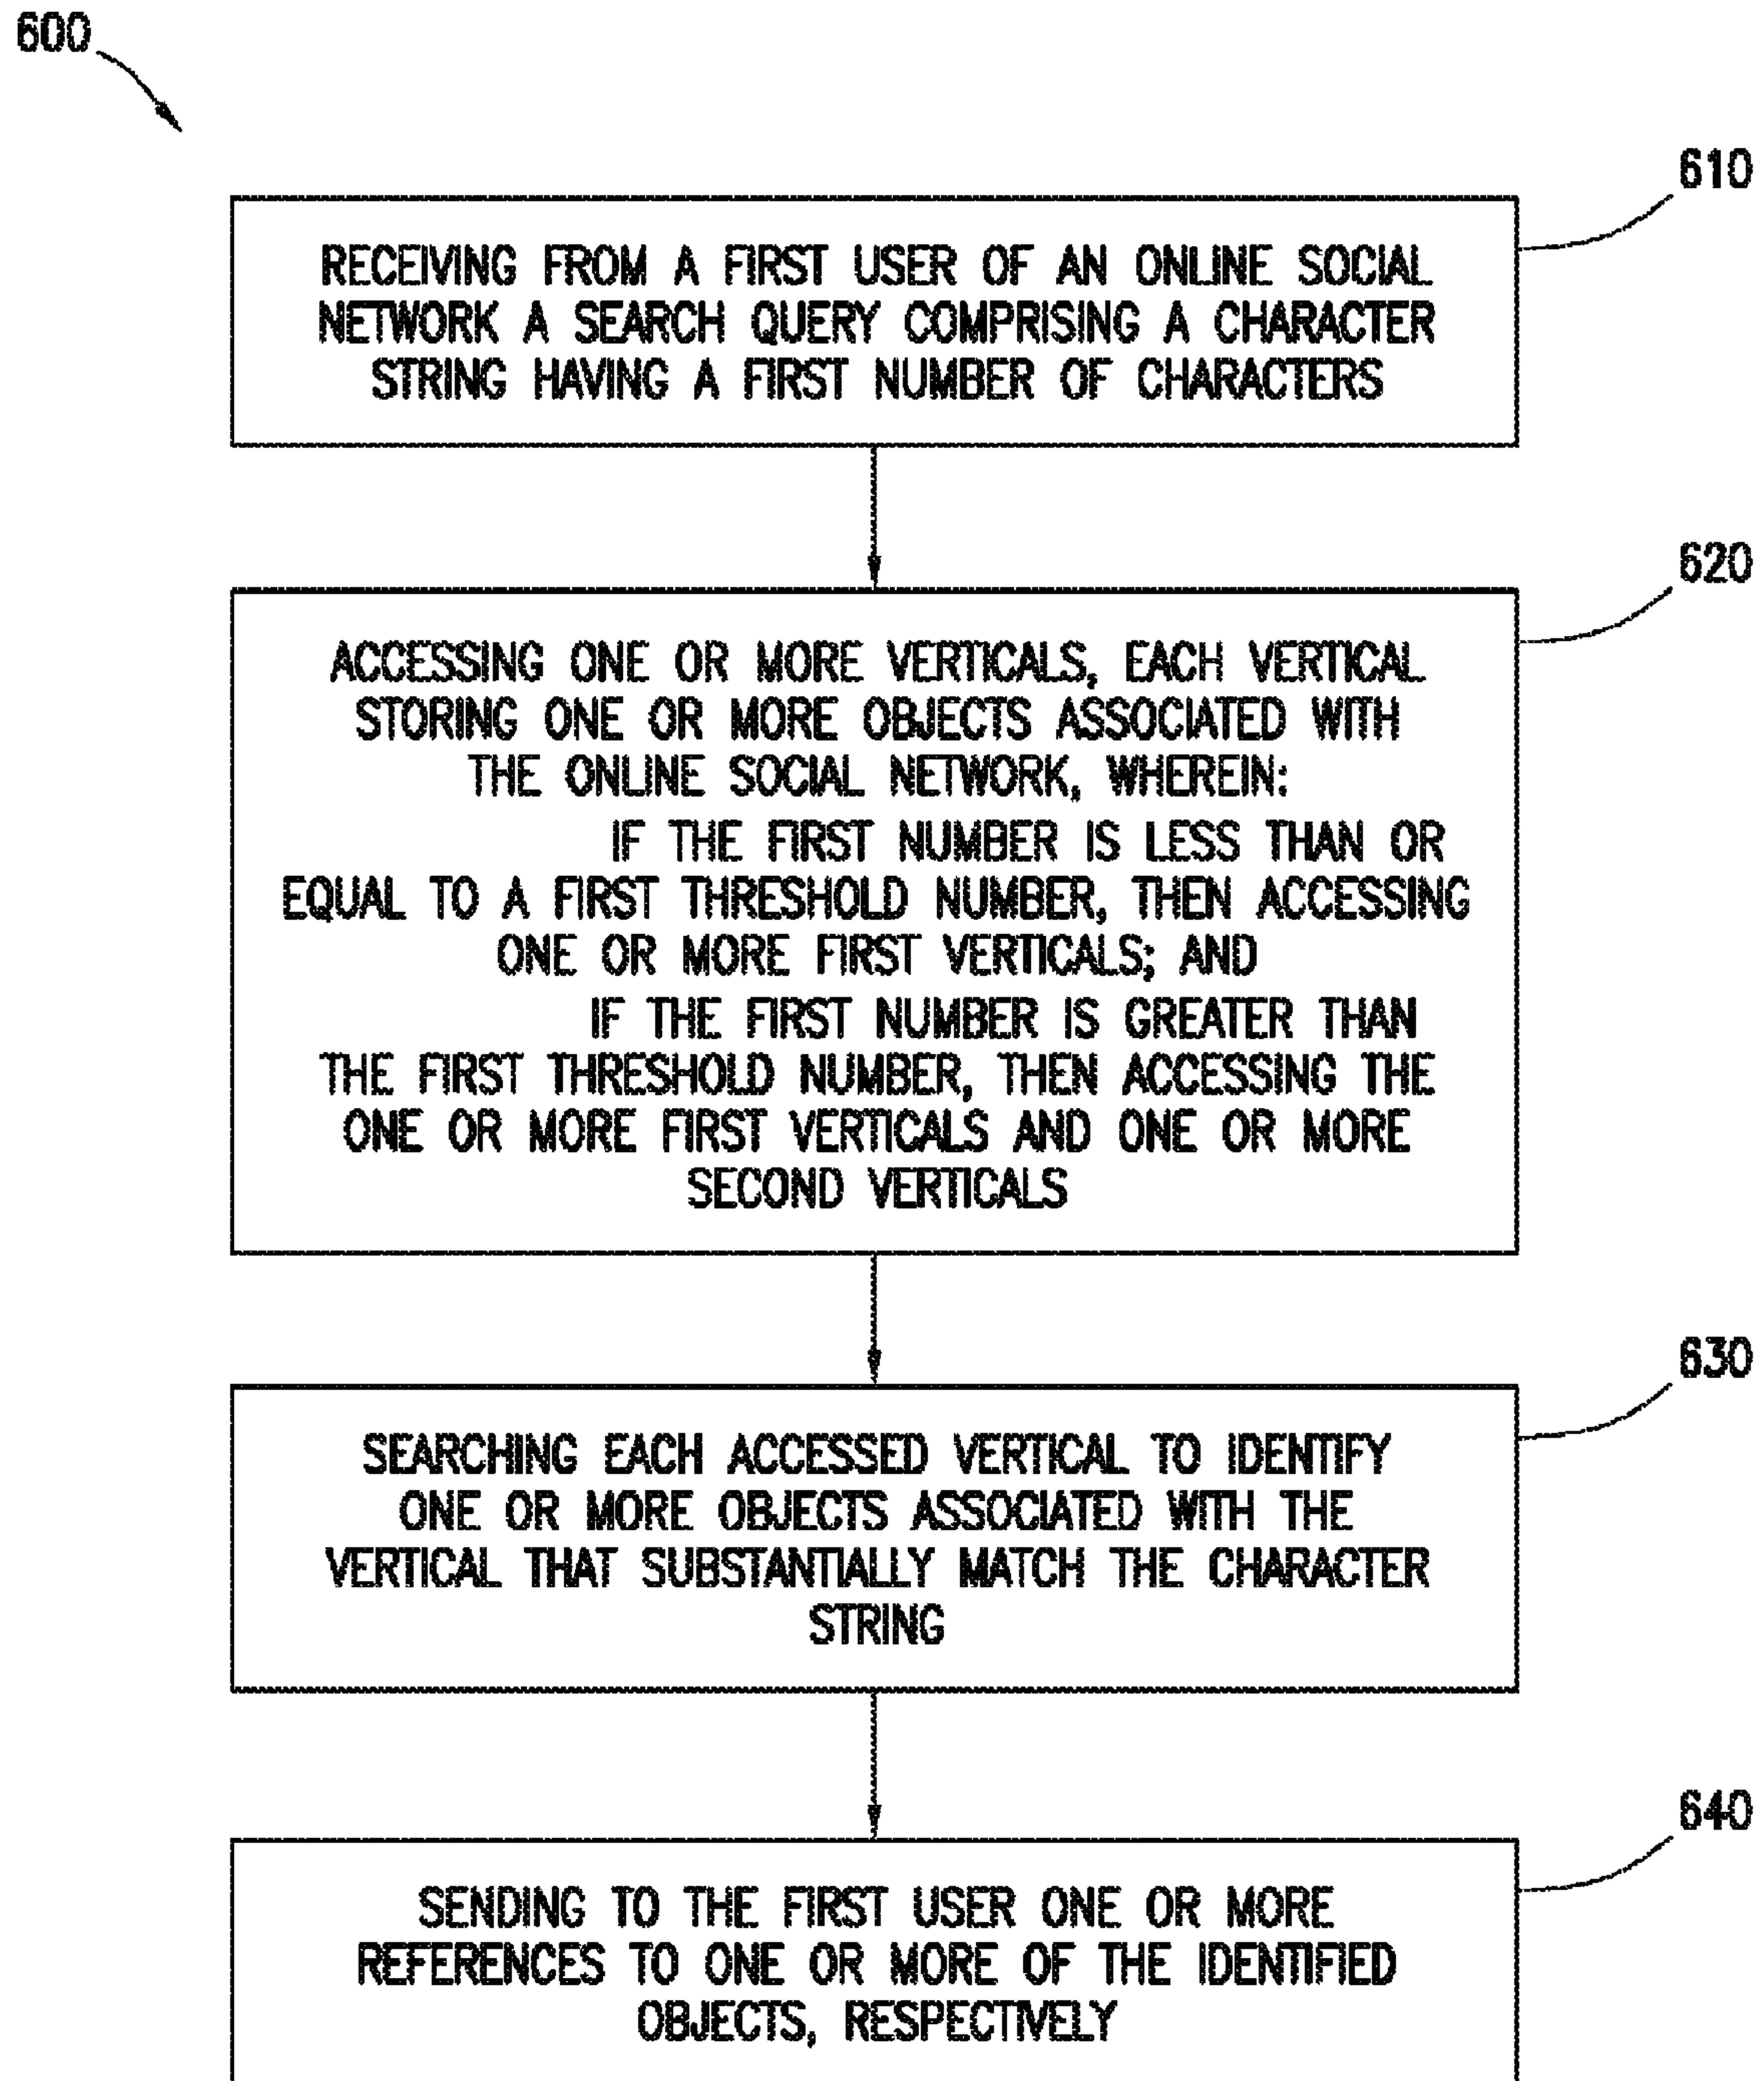 600
610
RECEIVING FROM A FIRST USER OF AN ONLINE SOCIAL
NETWORK A SEARCH QUERY COMPRISING A CHARACTER
STRING HAVING A FIRST NUMBER OF CHARACTERS
620
ACCESSING ONE OR MORE VERTICALS, EACH VERTICAL
STORING ONE OR MORE OBJECTS ASSOCIATED WITH
THE ONLINE SOCIAL NETWORK, WHEREIN:
IF THE FIRST NUMBER IS LESS THAN OR
EQUAL TO A FIRST THRESHOLD NUMBER, THEN ACCESSING
ONE OR MORE FIRST VERTICALS; AND
IF THE FIRST NUMBER IS GREATER THAN
THE FIRST THRESHOLD NUMBER, THEN ACCESSING THE
ONE OR MORE FIRST VERTICALS AND ONE OR MORE
SECOND VERTICALS
630
SEARCHING EACH ACCESSED VERTICAL TO IDENTIFY
ONE OR MORE OBJECTS ASSOCIATED WITH THE
VERTICAL THAT SUBSTANTIALLY MATCH THE CHARACTER
STRING
640
SENDING TO THE FIRST USER ONE OR MORE
REFERENCES TO ONE OR MORE OF THE IDENTIFIED
OBJECTS, RESPECTIVELY